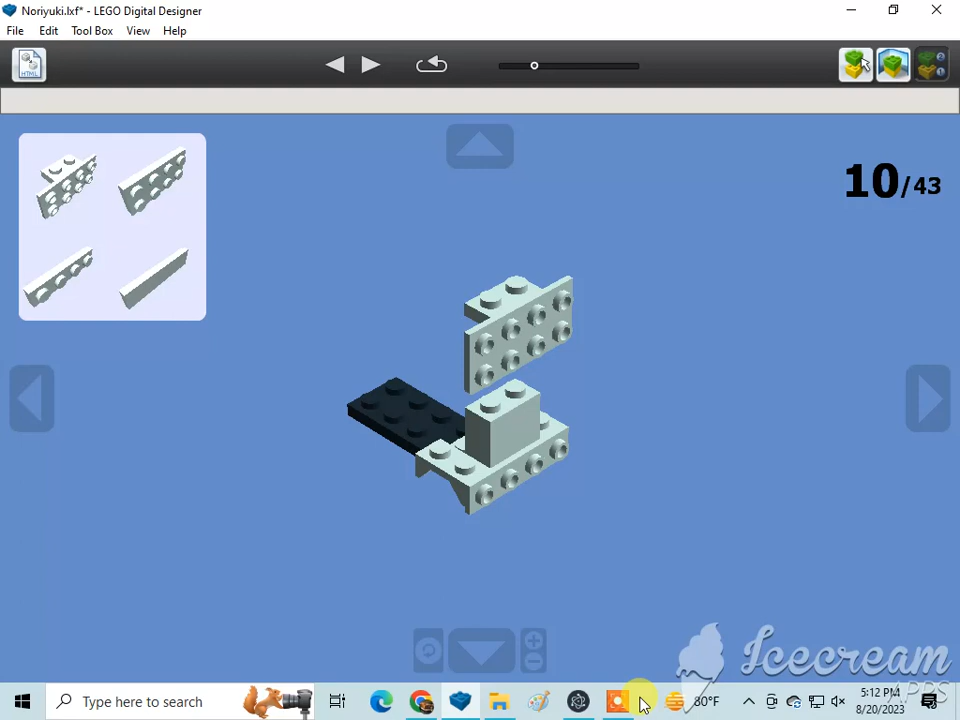 Noriyuki.lxf* - LEGO Digital Designer
File Edit Tool Box View Help
HTML
10/43
Icecream
APPS
Type here to search
80°F
5:12 PM
8/20/2023